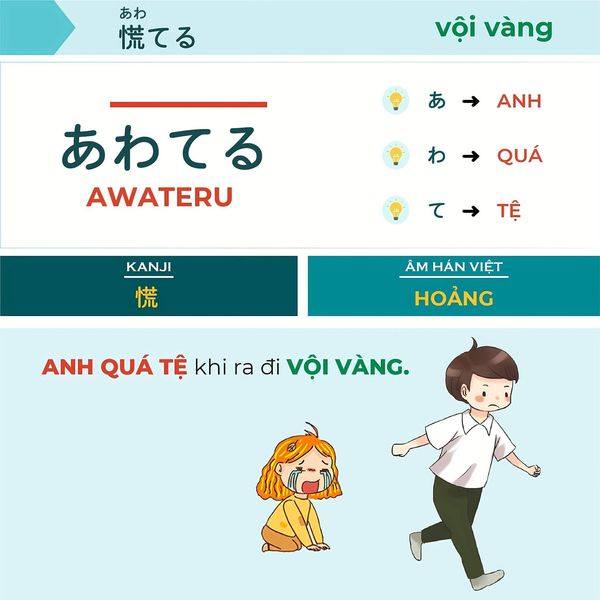 あわ
慌てる
vội vàng
あわてる
AWATERU
あ ➜ ANH
わ ➜ QUÁ
て ➜ TỆ
KANJI
慌
ÂM HÁN VIỆT
HOẢNG
ANH QUÁ TỆ khi ra đi VỘI VÀNG.